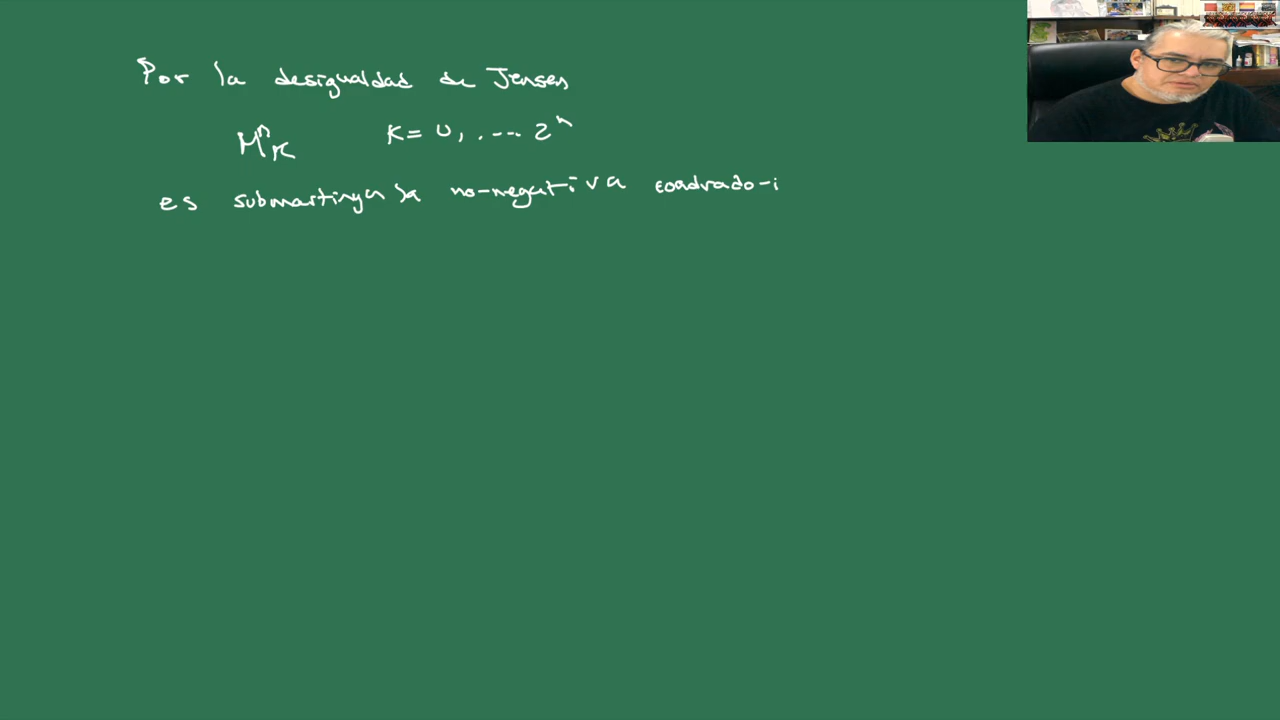 Por la desigualdad de Jensen
M^n_K K = 0, .... 2^n
es submartingala no-negativa cuadrado-i